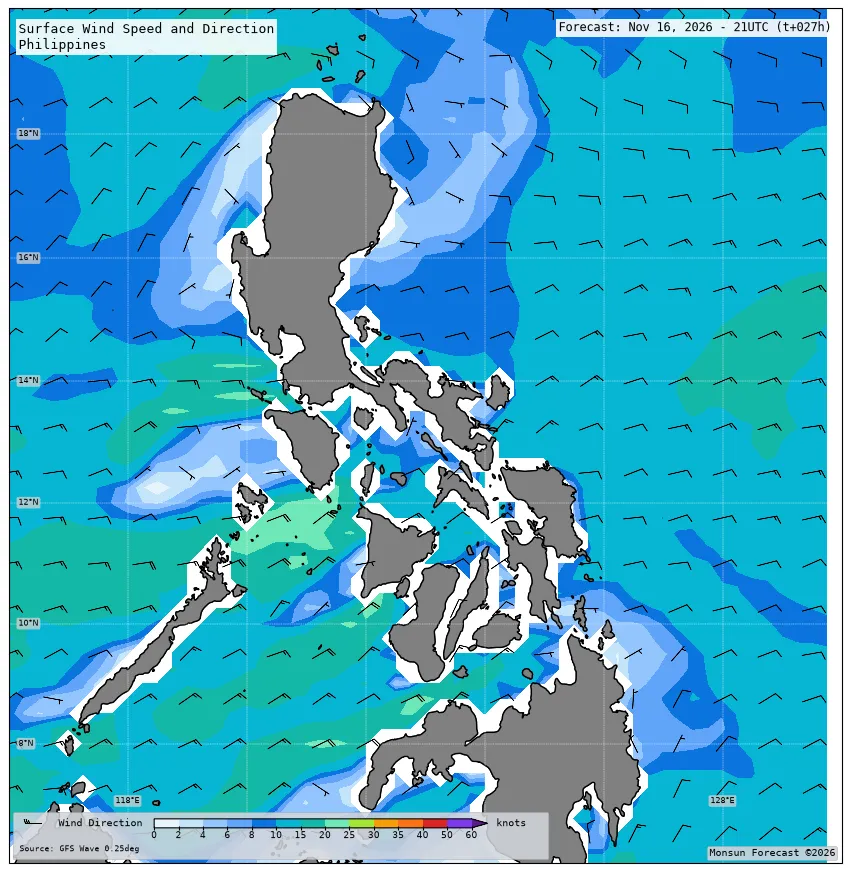 Surface Wind Speed and Direction
Philippines
Forecast: Nov 16, 2026 - 21UTC (t+027h)
18°N
16°N
14°N
12°N
10°N
8°N
118°E
128°E
Wind Direction
0 2 4 6 8 10 15 20 25 30 35 40 50 60
knots
Source: GFS Wave 0.25deg
Monsun Forecast ©2026